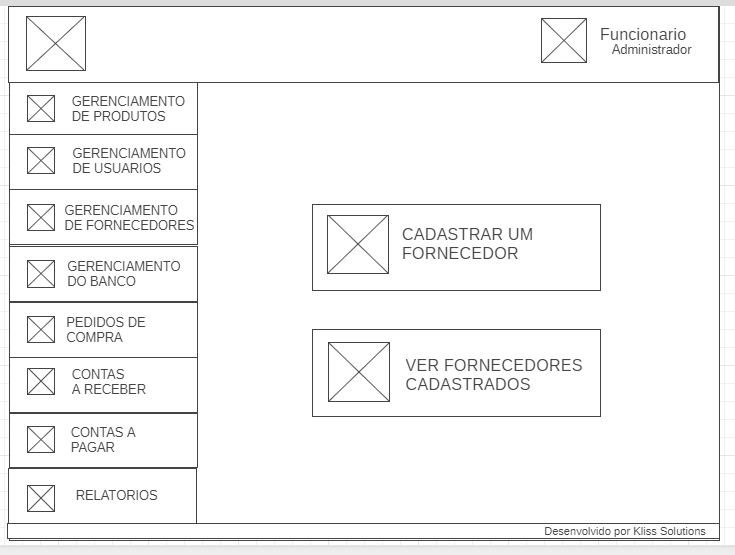 Funcionario
Administrador
GERENCIAMENTO
DE PRODUTOS
GERENCIAMENTO
DE USUARIOS
GERENCIAMENTO
DE FORNECEDORES
GERENCIAMENTO
DO BANCO
PEDIDOS DE
COMPRA
CONTAS
A RECEBER
CONTAS A
PAGAR
RELATORIOS
CADASTRAR UM
FORNECEDOR
VER FORNECEDORES
CADASTRADOS
Desenvolvido por Kliss Solutions